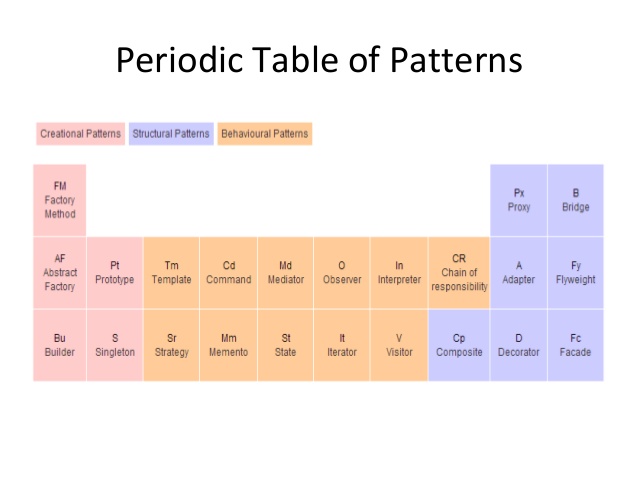 Periodic Table of Patterns
Creational Patterns
Structural Patterns
Behavioural Patterns
FM
Factory
Method
Px
Proxy
B
Bridge
AF
Abstract
Factory
Pt
Prototype
Tm
Template
Cd
Command
Md
Mediator
O
Observer
In
Interpreter
CR
Chain of
responsibility
A
Adapter
Fy
Flyweight
Bu
Builder
S
Singleton
Sr
Strategy
Mm
Memento
St
State
It
Iterator
V
Visitor
Cp
Composite
D
Decorator
Fc
Facade